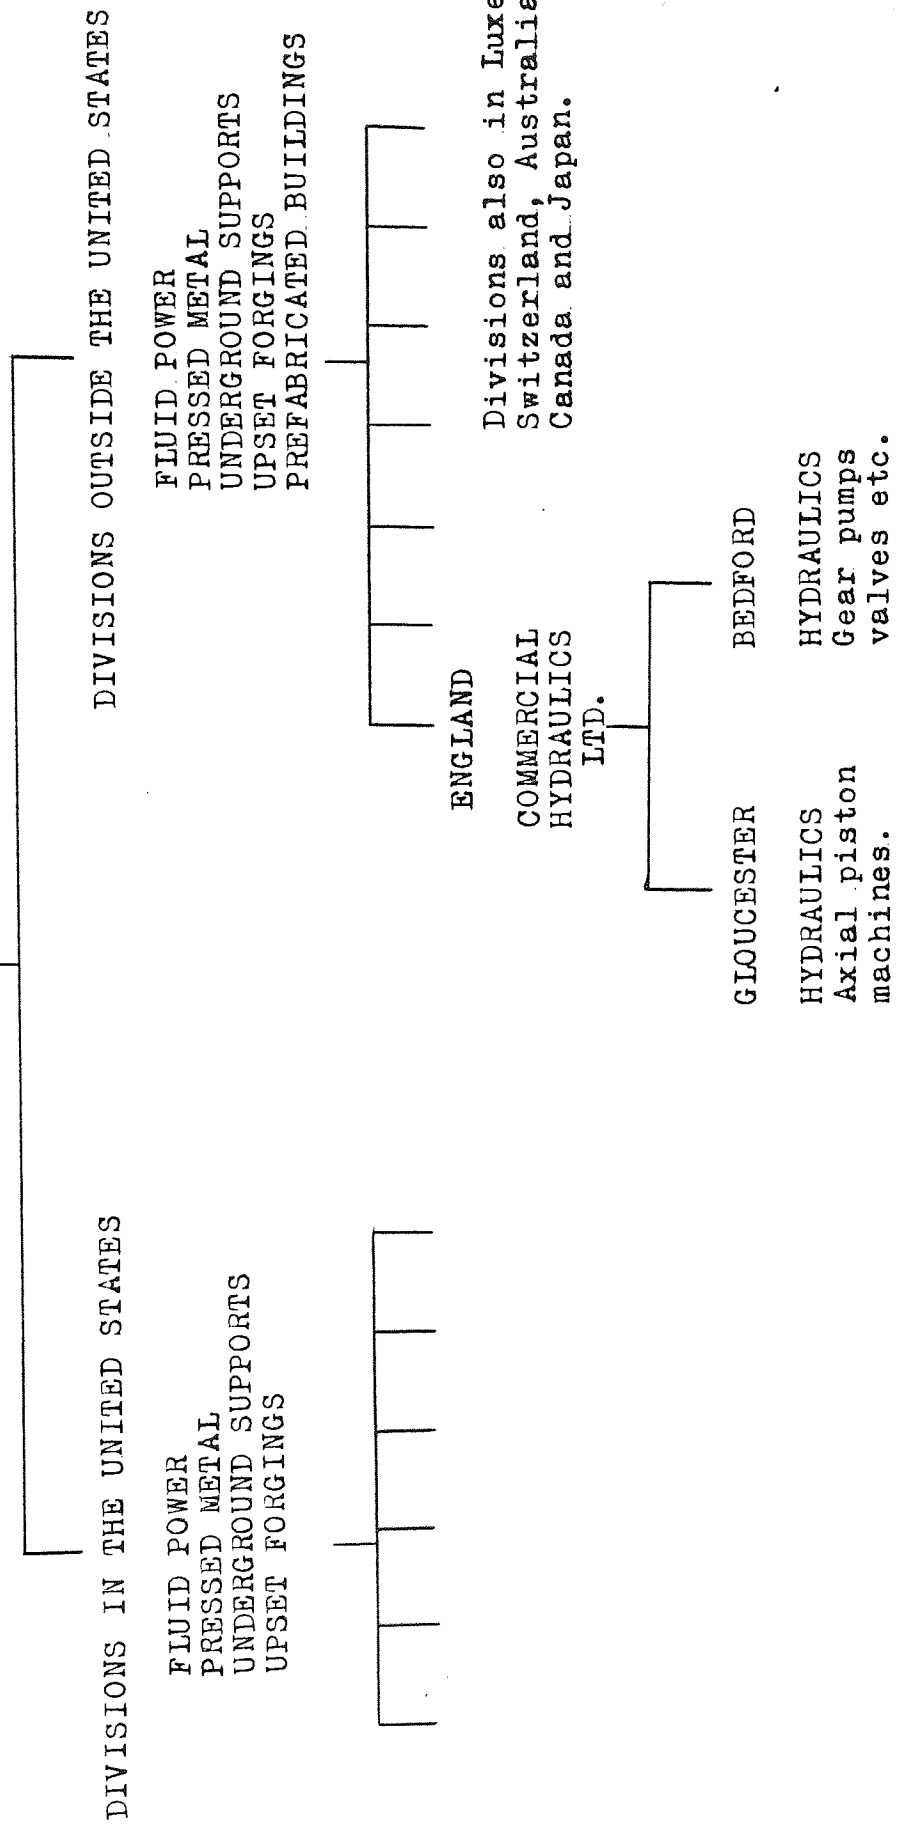 DIVISIONS IN THE UNITED STATES
FLUID POWER
PRESSED METAL
UNDERGROUND SUPPORTS
UPSET FORGINGS
DIVISIONS OUTSIDE THE UNITED STATES
FLUID POWER
PRESSED METAL
UNDERGROUND SUPPORTS
UPSET FORGINGS
PREFABRICATED BUILDINGS
ENGLAND
COMMERCIAL
HYDRAULICS
LTD.
GLOUCESTER
HYDRAULICS
Axial piston
machines.
BEDFORD
HYDRAULICS
Gear pumps
valves etc.
Divisions also in
Switzerland, Australia
Canada and Japan.